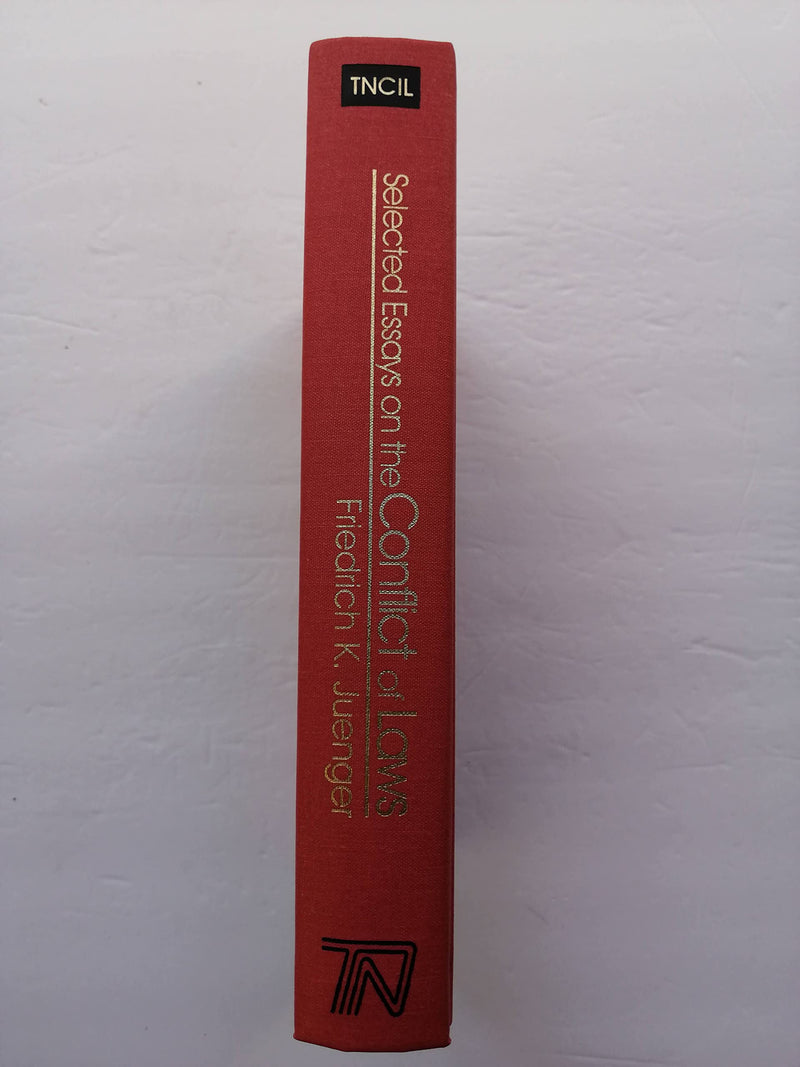 TNCIL
Selected Essays on the Conflict of Laws
Friedrich K. Juenger
TN